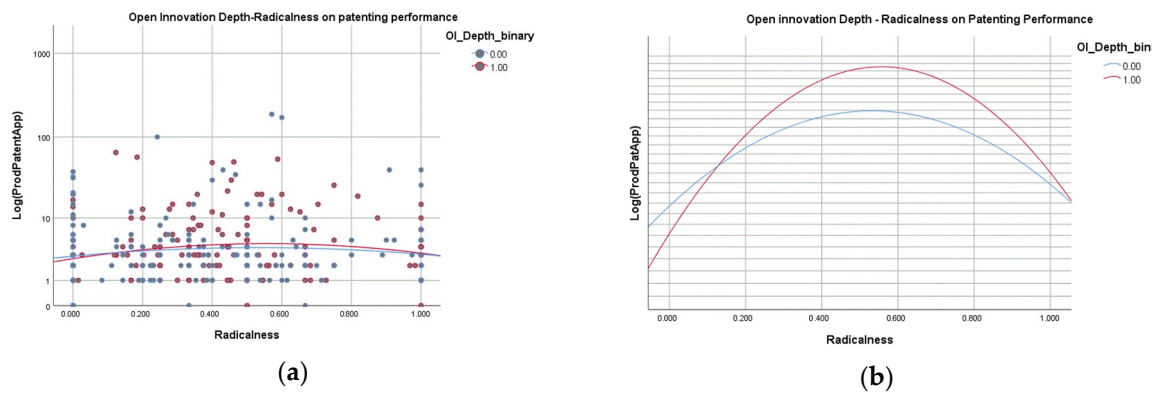 Open Innovation Depth-Radicalness on patenting performance
OI_Depth_binary
0.00
1.00
Log(ProdPatentApp)
1000
100
10
1
0
0.000 0.200 0.400 0.600 0.800 1.000
Radicalness
(a)
Open innovation Depth - Radicalness on Patenting Performance
OI_Depth_bin
0.00
1.00
Log(ProdPatApp)
0.000 0.200 0.400 0.600 0.800 1.000
Radicalness
(b)